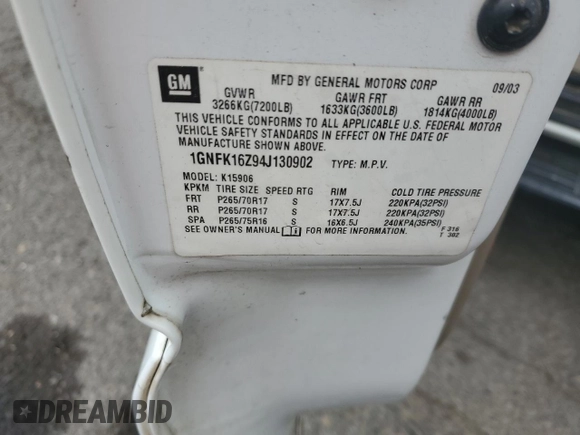 GM
MFD BY GENERAL MOTORS CORP 09/03
GVWR GAWR FRT GAWR RR
3266KG(7200LB) 1633KG(3600LB) 1814KG(4000LB)
THIS VEHICLE CONFORMS TO ALL APPLICABLE U.S. FEDERAL MOTOR
VEHICLE SAFETY STANDARDS IN EFFECT ON THE DATE OF
MANUFACTURE SHOWN ABOVE.
1GNFK16Z94J130902 TYPE: M.P.V.
MODEL: K15906
KPKM TIRE SIZE SPEED RTG RIM COLD TIRE PRESSURE
FRT P265/70R17 S 17X7.5J 220KPA(32PSI)
RR P265/70R17 S 17X7.5J 220KPA(32PSI)
SPA P265/75R16 S 16X6.5J 240KPA(35PSI)
SEE OWNER'S MANUAL FOR MORE INFORMATION. F 316
T 302
DREAMBID